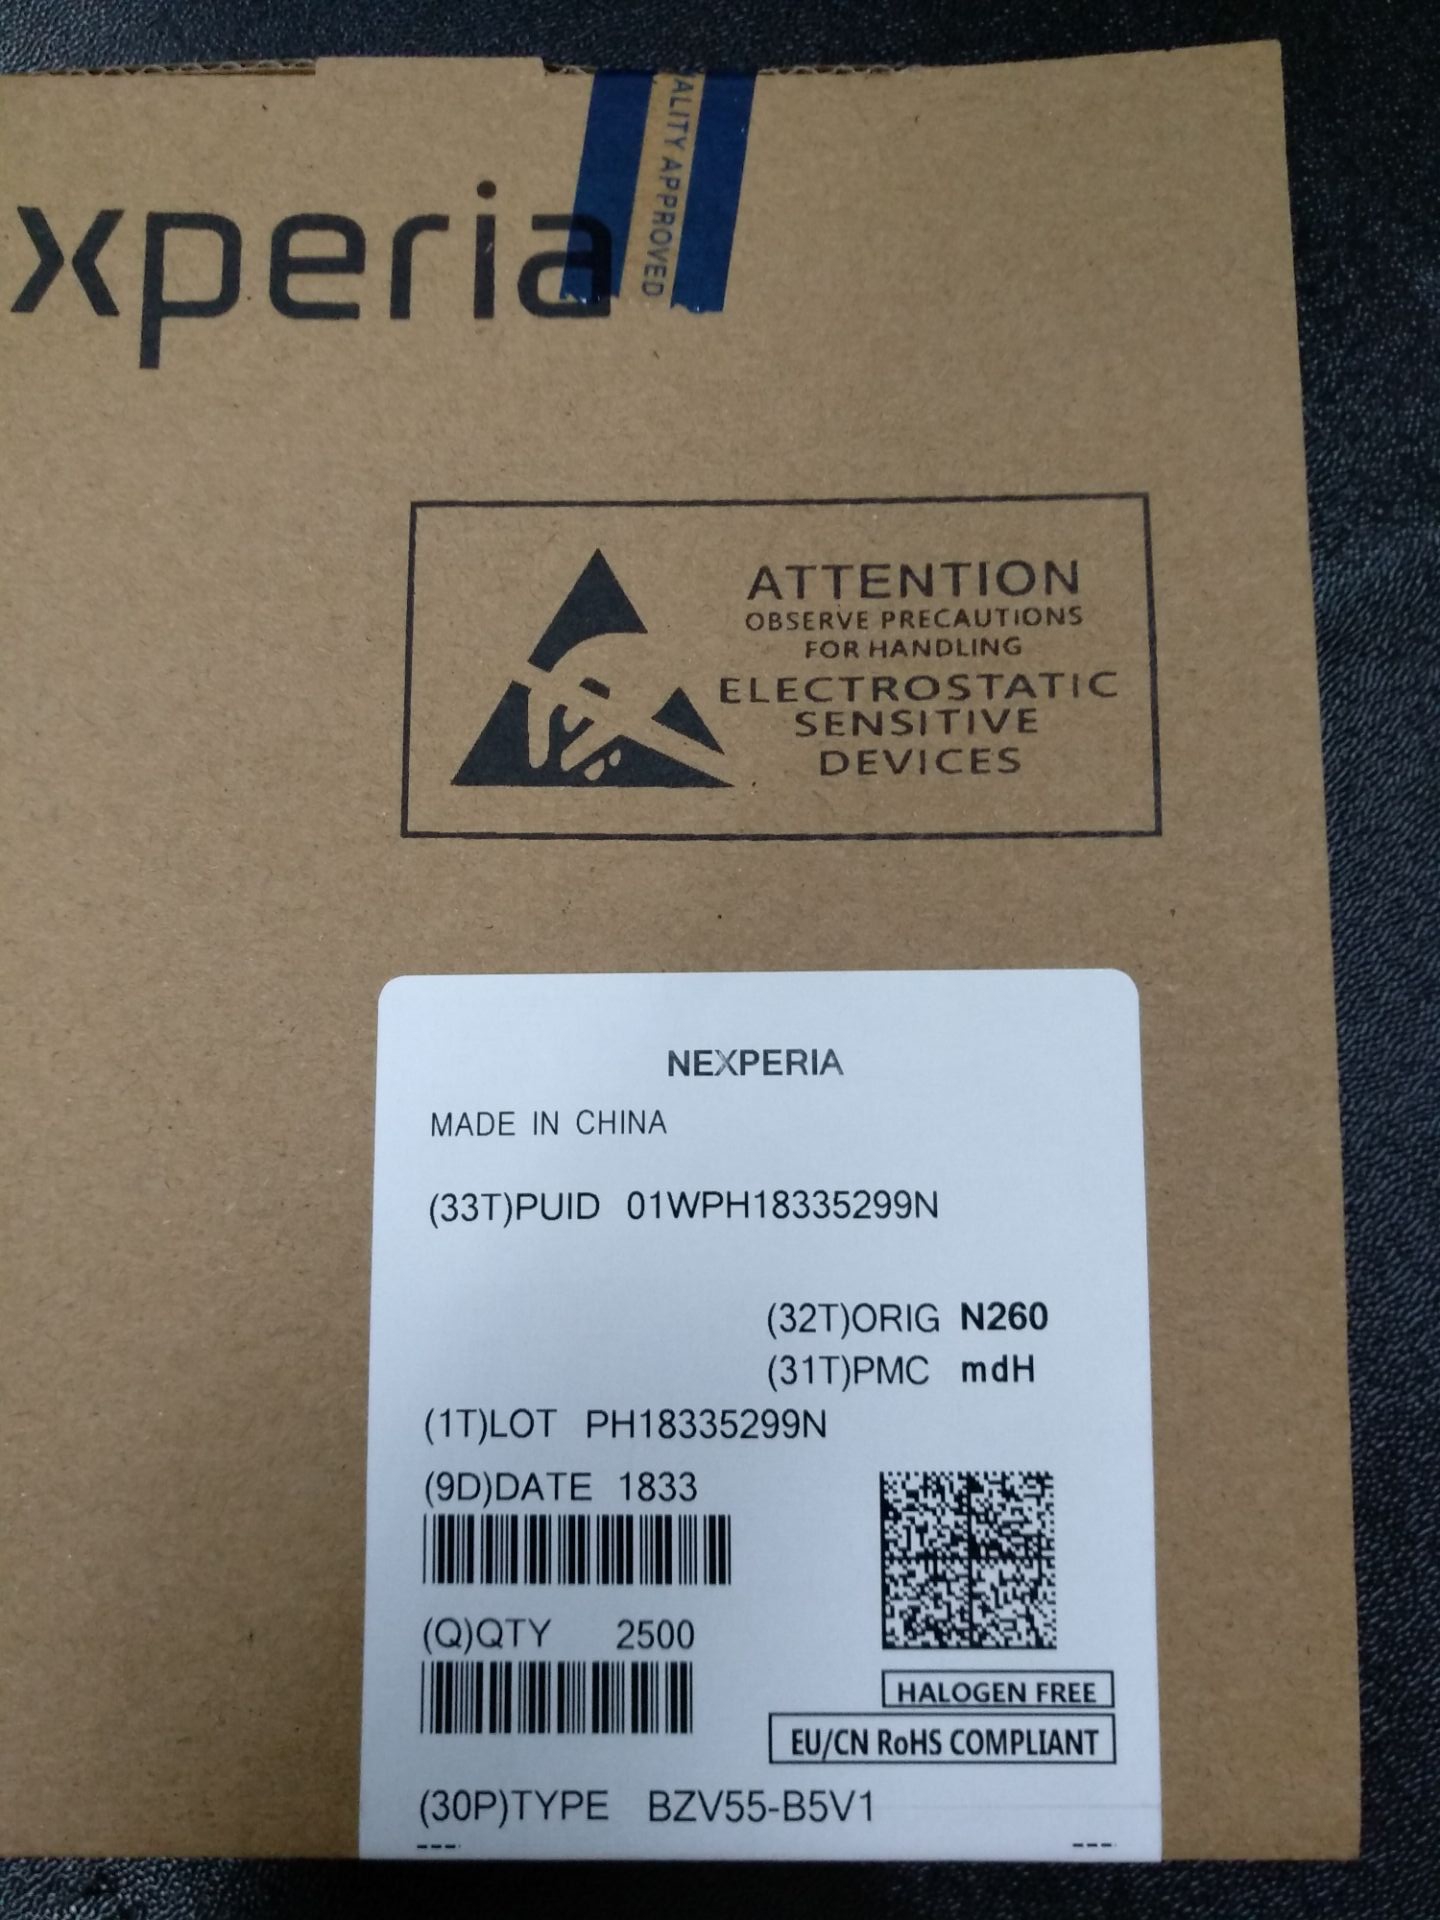 xperia
ALITY APPROVED
ATTENTION
OBSERVE PRECAUTIONS
FOR HANDLING
ELECTROSTATIC
SENSITIVE
DEVICES
NEXPERIA
MADE IN CHINA
(33T)PUID 01WPH18335299N
(32T)ORIG N260
(31T)PMC mdH
(1T)LOT PH18335299N
(9D)DATE 1833
(Q)QTY 2500
HALOGEN FREE
EU/CN RoHS COMPLIANT
(30P)TYPE BZV55-B5V1